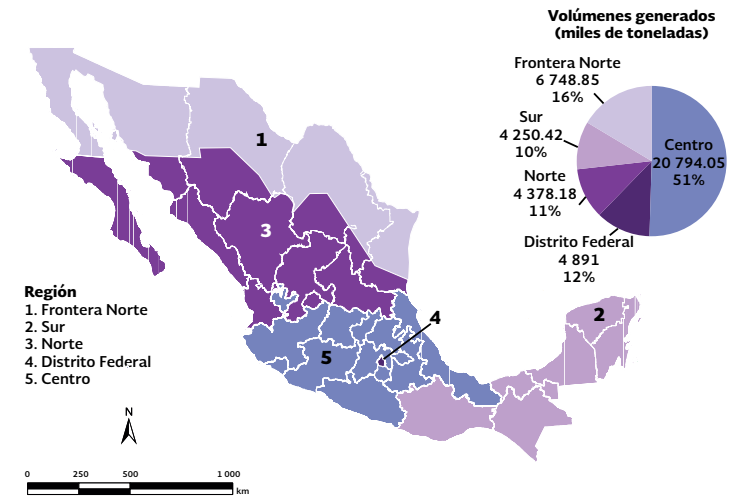 Volúmenes generados
(miles de toneladas)
Frontera Norte
6 748.85
16%
Sur
4 250.42
10%
Norte
4 378.18
11%
Distrito Federal
4 891
12%
Centro
20 794.05
51%
1
3
2
4
5
Región
1. Frontera Norte
2. Sur
3. Norte
4. Distrito Federal
5. Centro
N
0 250 500 1 000
km